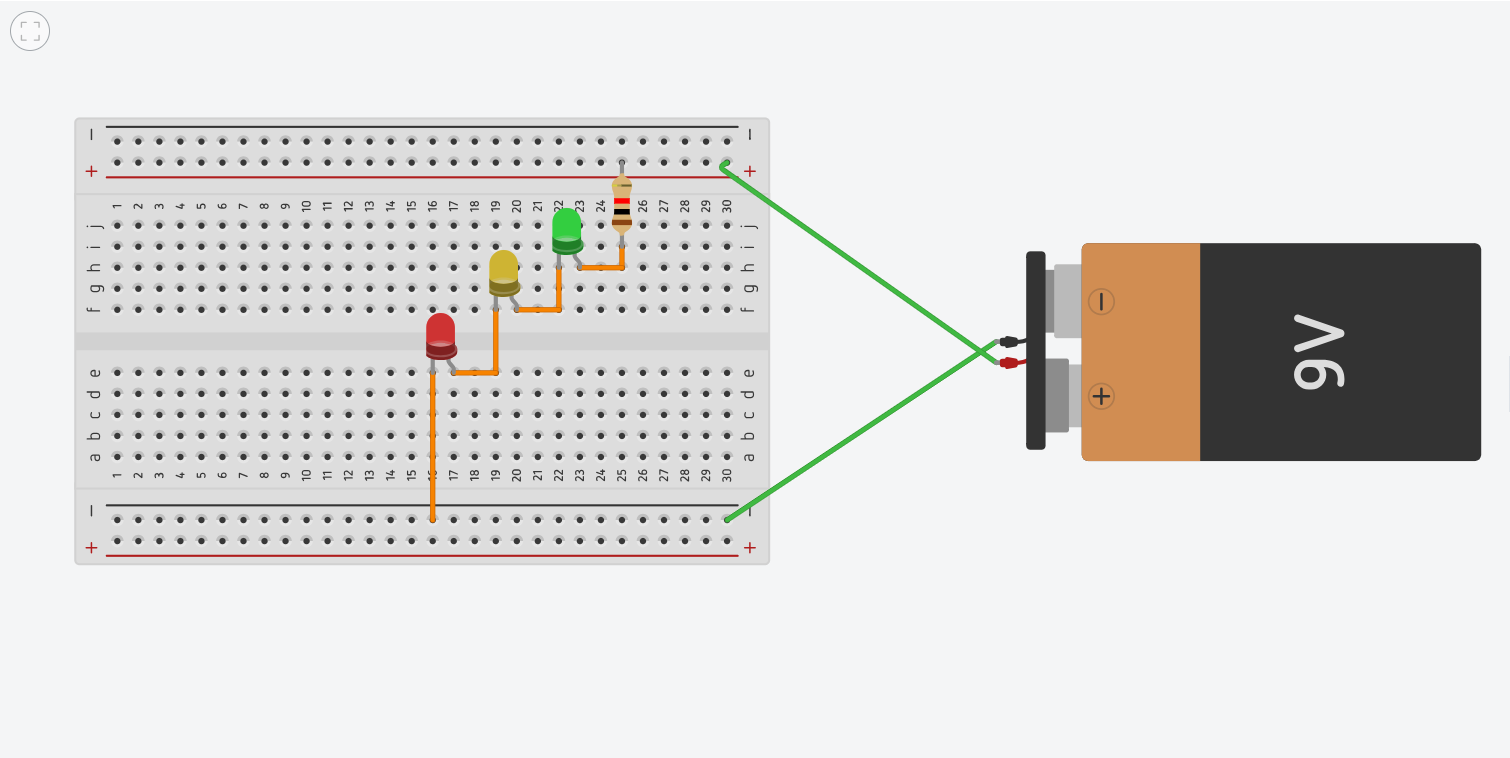 − −
+ +
1 2 3 4 5 6 7 8 9 10 11 12 13 14 15 16 17 18 19 20 21 22 23 24 26 27 28 29 30
j j
i i
h h
g g
f f
e e
d d
c c
b b
a a
1 2 3 4 5 6 7 8 9 10 11 12 13 14 15 16 17 18 19 20 21 22 23 24 25 26 27 28 29 30
− −
+ +
−
+
9V